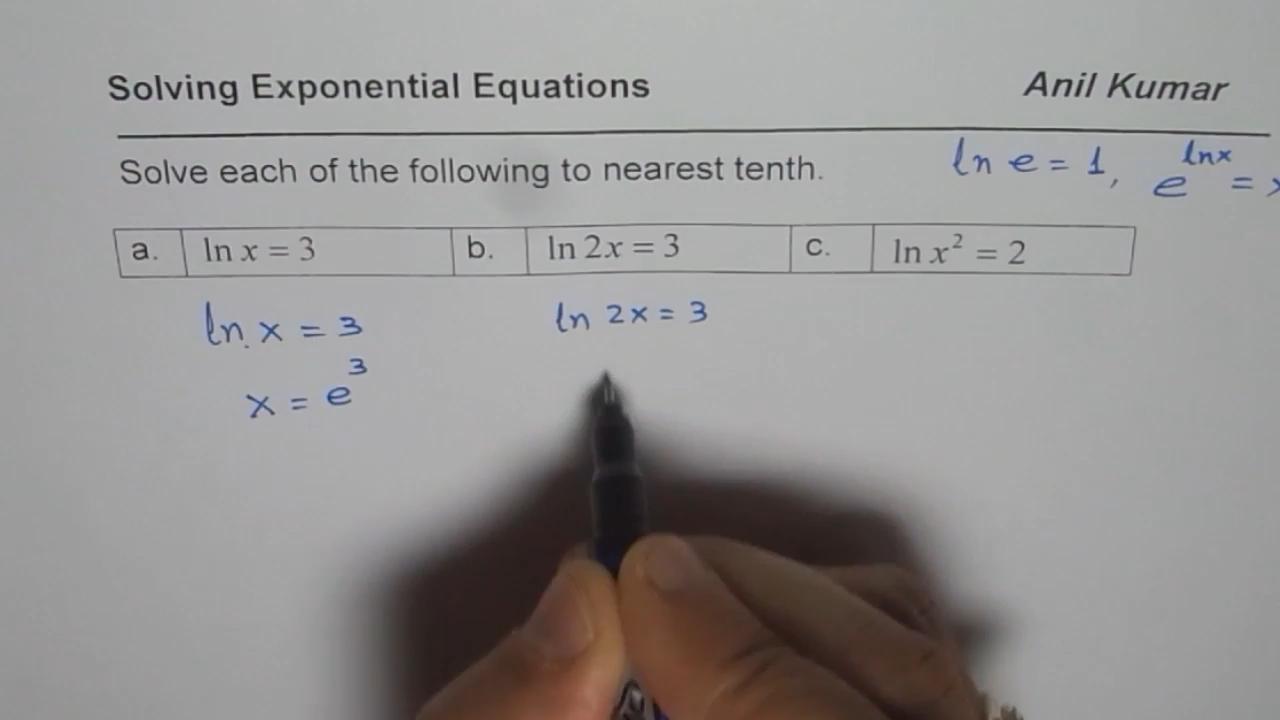 Solving Exponential Equations Anil Kumar
Solve each of the following to nearest tenth. ln e = 1, e^lnx = x
a. ln x = 3 b. ln 2x = 3 c. ln x² = 2
ln x = 3 ln 2x = 3
x = e³